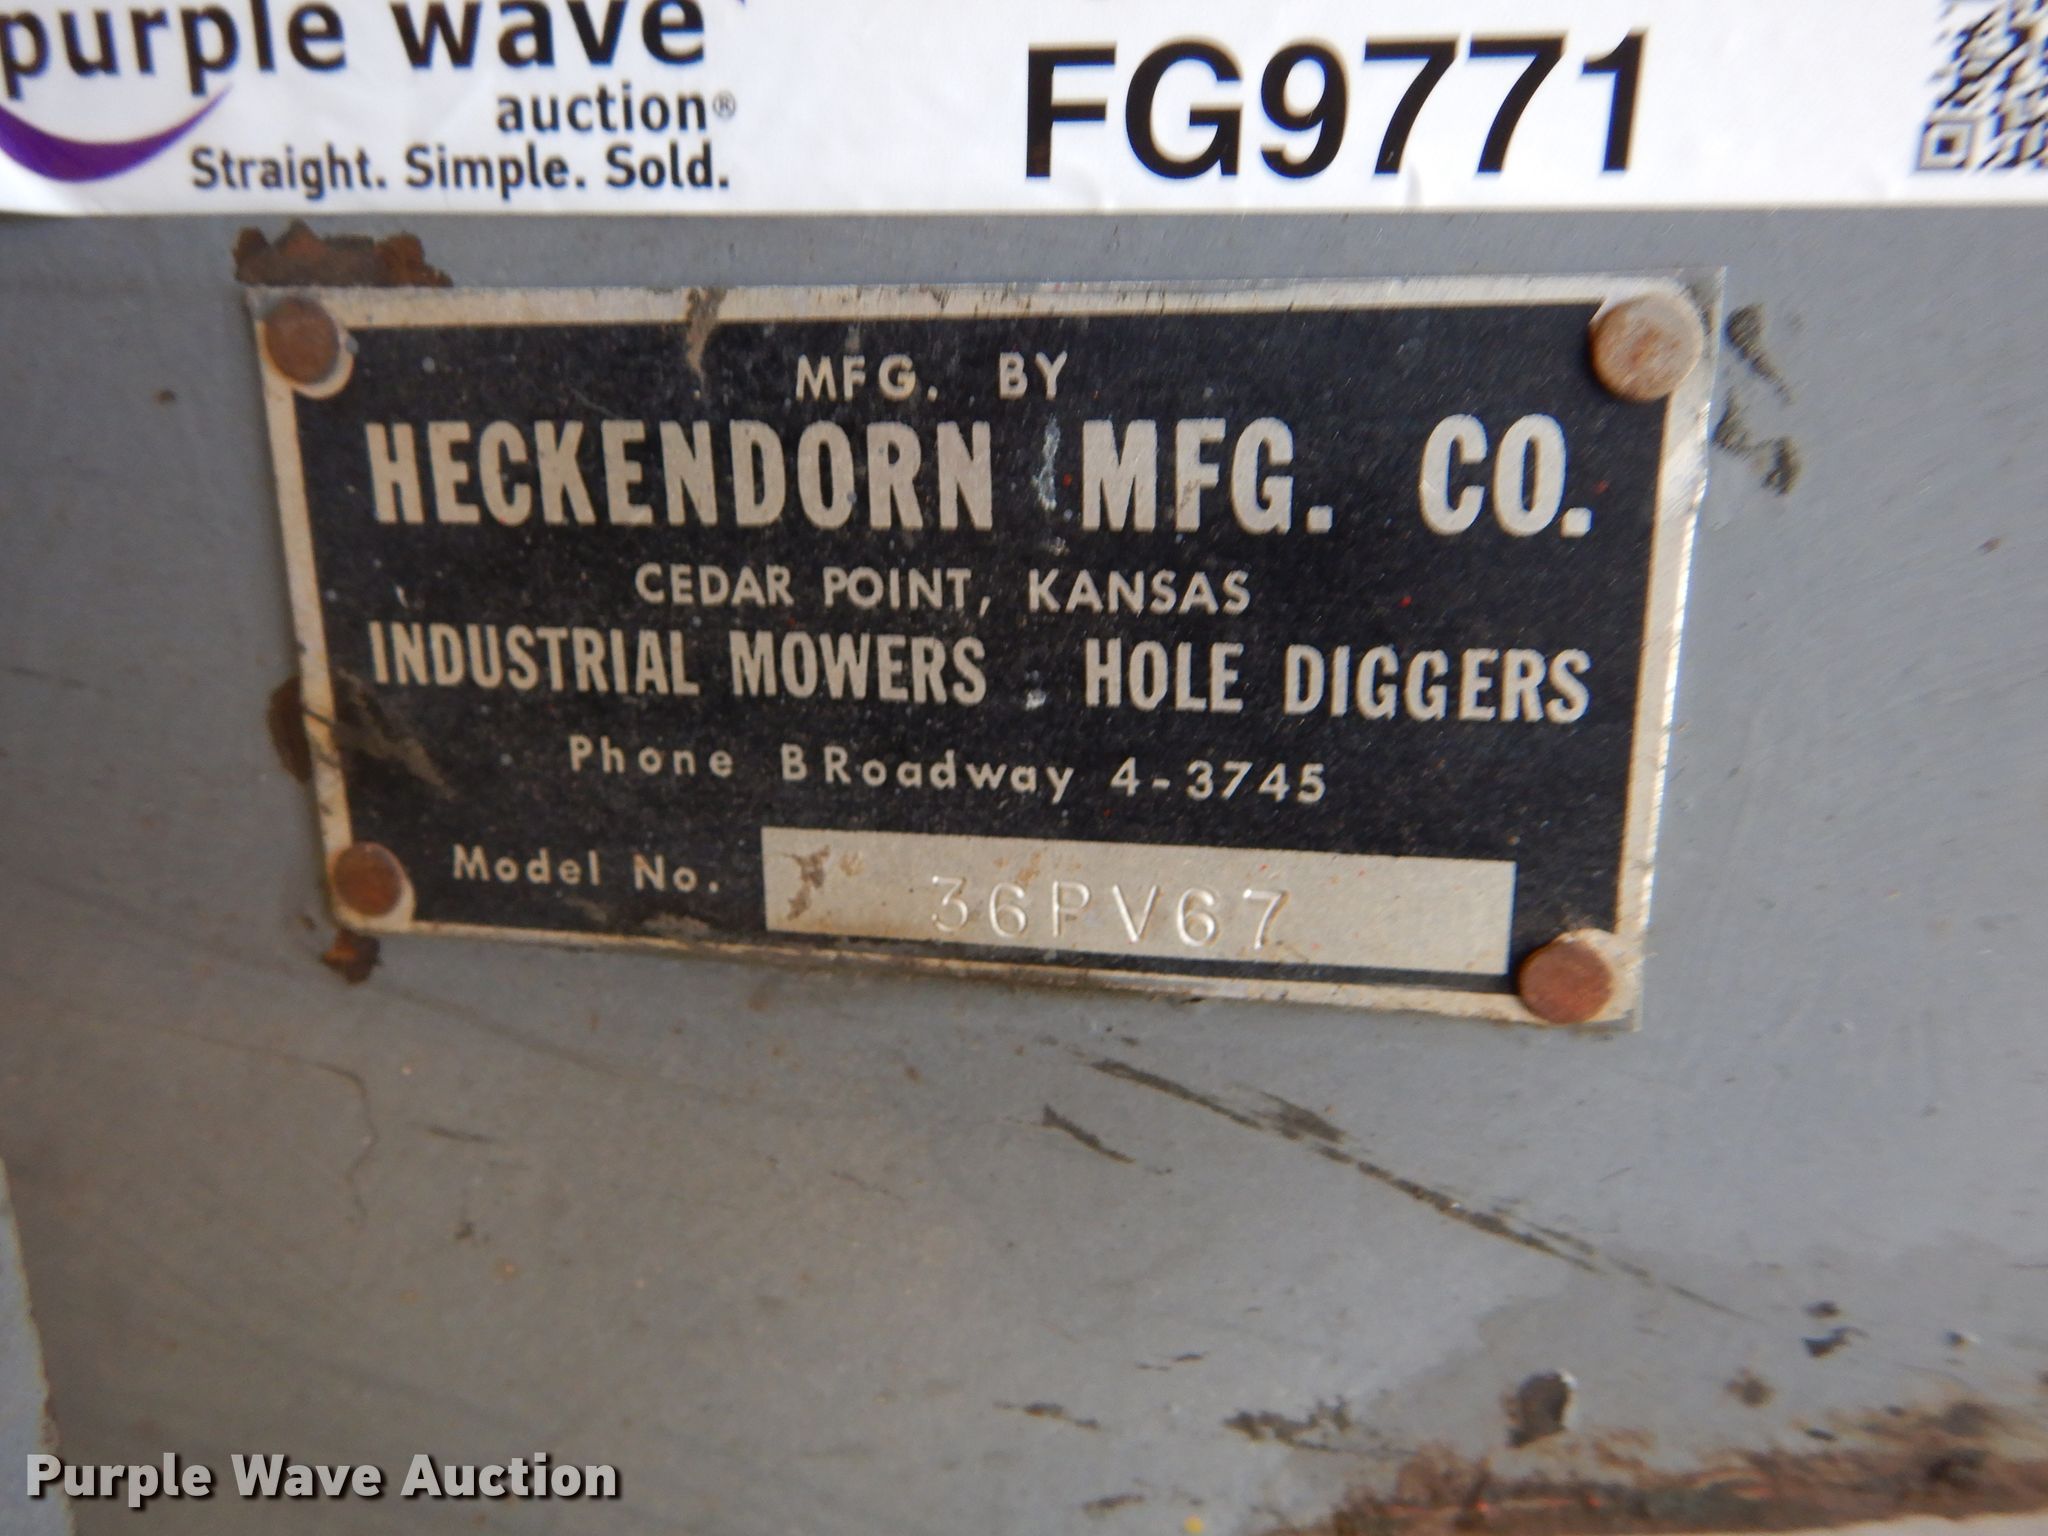 purple wave
auction®
Straight. Simple. Sold.
FG9771
MFG. BY
HECKENDORN MFG. CO.
CEDAR POINT, KANSAS
INDUSTRIAL MOWERS . HOLE DIGGERS
Phone BRoadway 4-3745
Model No. 36PV67
Purple Wave Auction